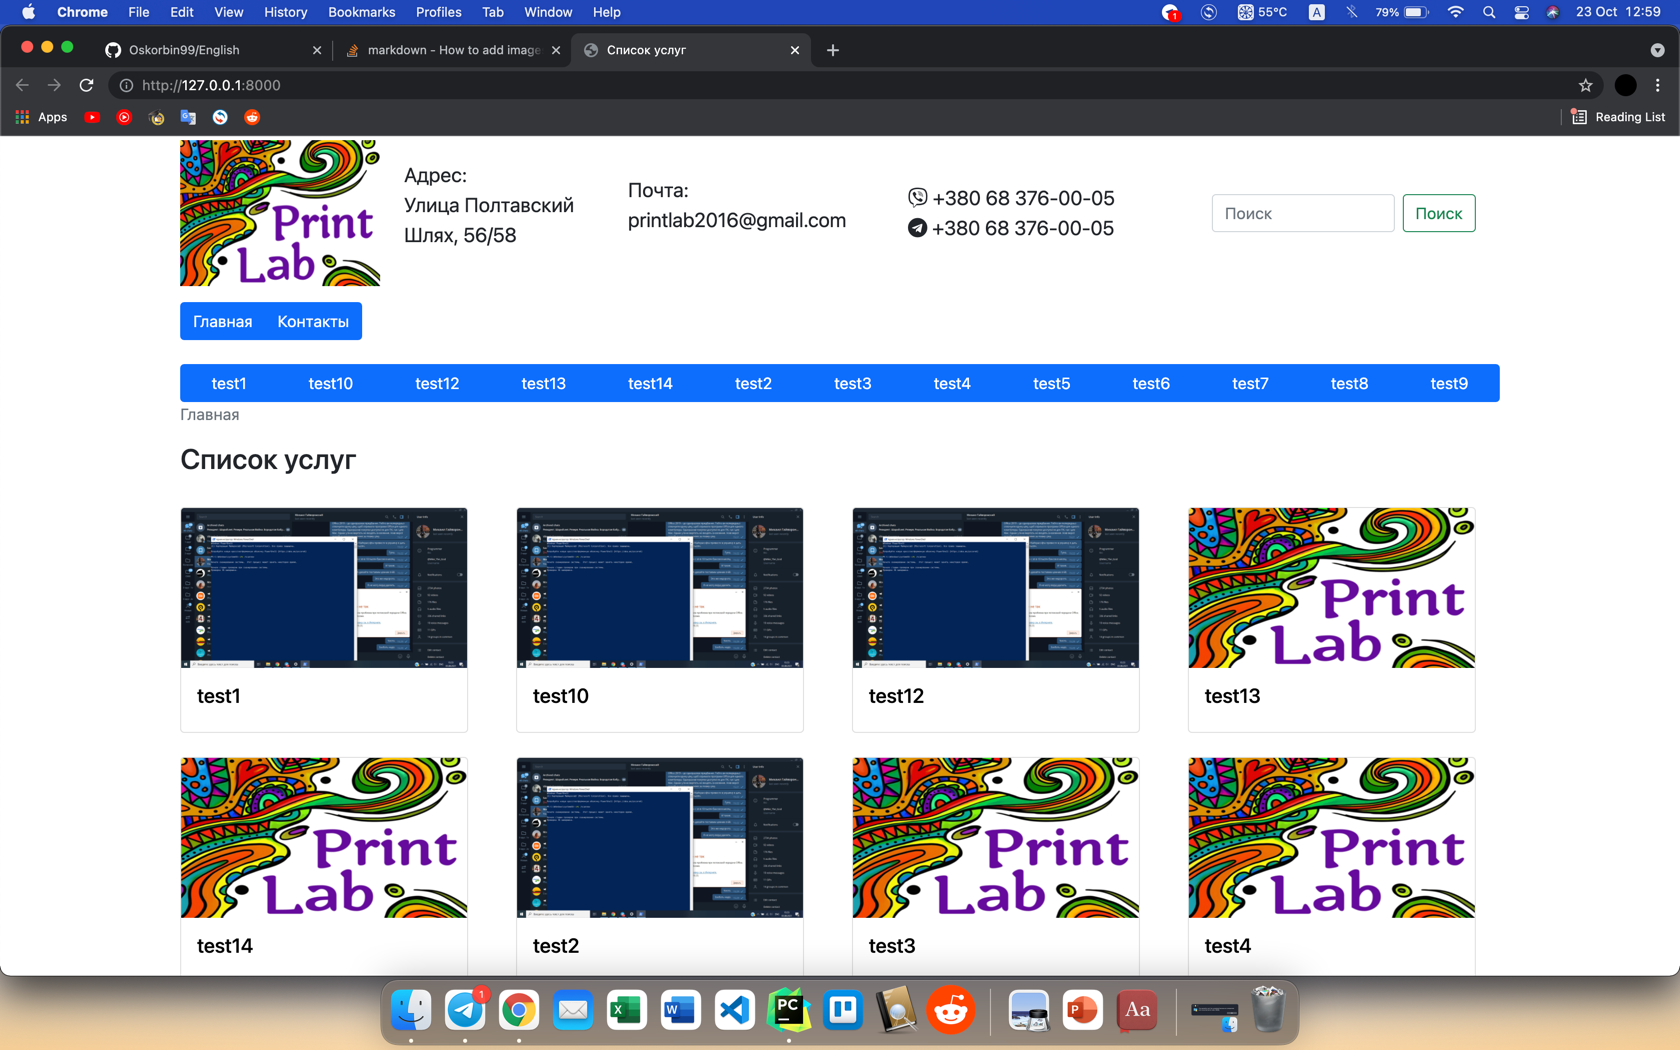 Chrome File Edit View History Bookmarks Profiles Tab Window Help 1 55°C A 79% 23 Oct 12:59
Oskorbin99/English markdown - How to add image Список услуг
http://127.0.0.1:8000
Apps Reading List
Print
Lab
Адрес:
Улица Полтавский
Шлях, 56/58
Почта:
printlab2016@gmail.com
+380 68 376-00-05
+380 68 376-00-05
Поиск Поиск
Главная Контакты
test1 test10 test12 test13 test14 test2 test3 test4 test5 test6 test7 test8 test9
Главная
Список услуг
Print
Lab
test1 test10 test12 test13
Print
Lab
Print
Lab
Print
Lab
test14 test2 test3 test4
1 X W PC P Aa